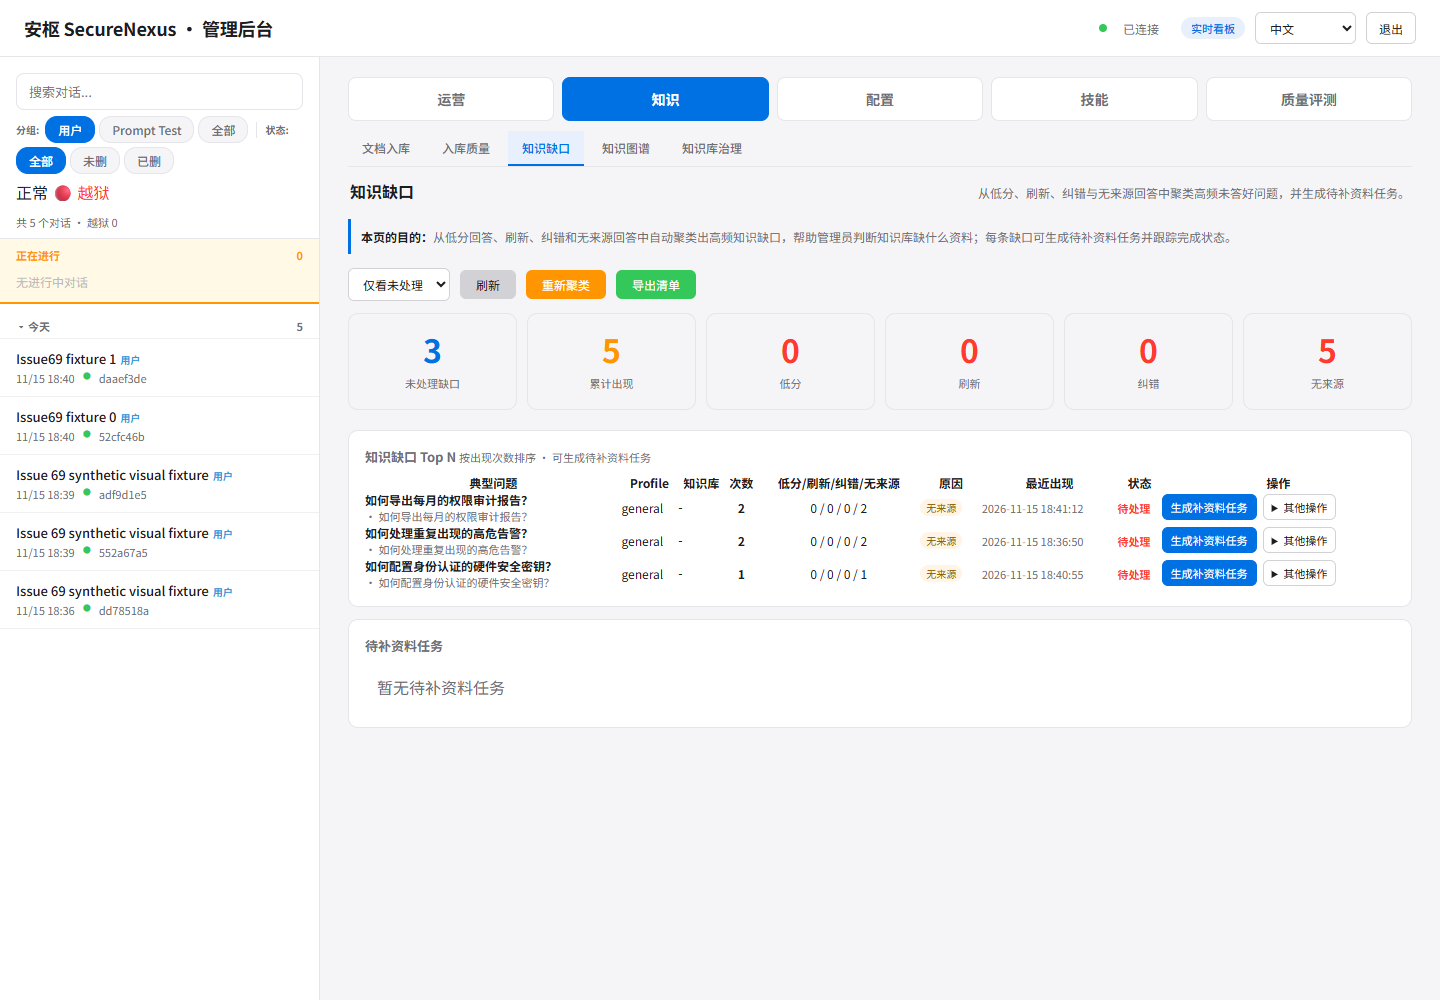 安枢 SecureNexus · 管理后台
已连接
实时看板
中文
退出
搜索对话...
分组:
用户
Prompt Test
全部
状态:
全部
未删
已删
正常
越狱
共 5 个对话 · 越狱 0
正在进行
0
无进行中对话
今天
5
Issue69 fixture 1 用户
11/15 18:40 daaef3de
Issue69 fixture 0 用户
11/15 18:40 52cfc46b
Issue 69 synthetic visual fixture 用户
11/15 18:39 adf9d1e5
Issue 69 synthetic visual fixture 用户
11/15 18:39 552a67a5
Issue 69 synthetic visual fixture 用户
11/15 18:36 dd78518a
运营
知识
配置
技能
质量评测
文档入库
入库质量
知识缺口
知识图谱
知识库治理
知识缺口
从低分、刷新、纠错与无来源回答中聚类高频未答好问题，并生成待补资料任务。
本页的目的：从低分回答、刷新、纠错和无来源回答中自动聚类出高频知识缺口，帮助管理员判断知识库缺什么资料；每条缺口可生成待补资料任务并跟踪完成状态。
仅看未处理
刷新
重新聚类
导出清单
3
未处理缺口
5
累计出现
0
低分
0
刷新
0
纠错
5
无来源
知识缺口 Top N 按出现次数排序 · 可生成待补资料任务
典型问题 Profile 知识库 次数 低分/刷新/纠错/无来源 原因 最近出现 状态 操作
如何导出每月的权限审计报告？
· 如何导出每月的权限审计报告？
general - 2 0 / 0 / 0 / 2 无来源 2026-11-15 18:41:12 待处理 生成补资料任务 ▶ 其他操作
如何处理重复出现的高危告警？
· 如何处理重复出现的高危告警？
general - 2 0 / 0 / 0 / 2 无来源 2026-11-15 18:36:50 待处理 生成补资料任务 ▶ 其他操作
如何配置身份认证的硬件安全密钥？
· 如何配置身份认证的硬件安全密钥？
general - 1 0 / 0 / 0 / 1 无来源 2026-11-15 18:40:55 待处理 生成补资料任务 ▶ 其他操作
待补资料任务
暂无待补资料任务